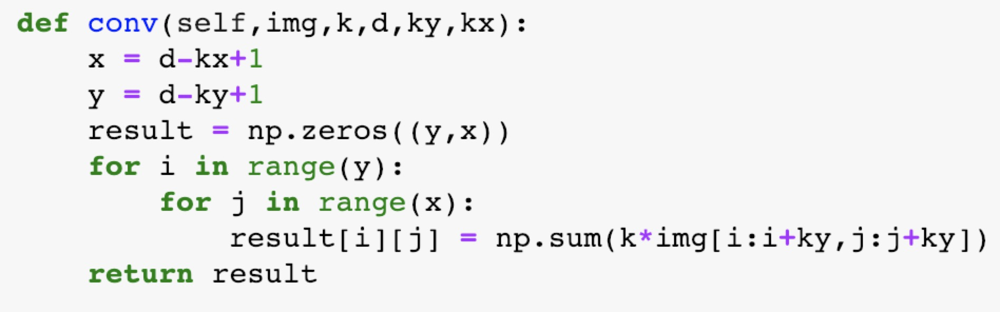 def conv(self,img,k,d,ky,kx):
    x = d-kx+1
    y = d-ky+1
    result = np.zeros((y,x))
    for i in range(y):
        for j in range(x):
            result[i][j] = np.sum(k*img[i:i+ky,j:j+ky])
    return result